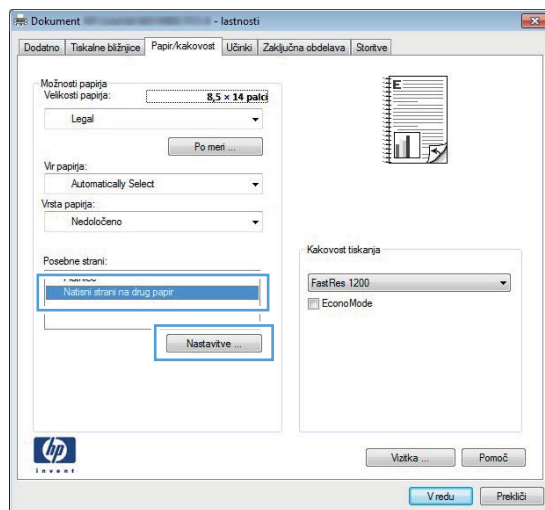 Dokument - lastnosti
Dodatno Tiskalne bližnjice Papir/kakovost Učinki Zaključna obdelava Storitve
Možnosti papirja
Velikosti papirja: 8,5 × 14 palci
Legal
Po meri ...
Vir papirja:
Automatically Select
Vrsta papirja:
Nedoločeno
Posebne strani:
Natisni strani na drug papir
Nastavitve ...
E
Kakovost tiskanja
FastRes 1200
EconoMode
hp
invent
Vizitka ... Pomoč
V redu Prekliči